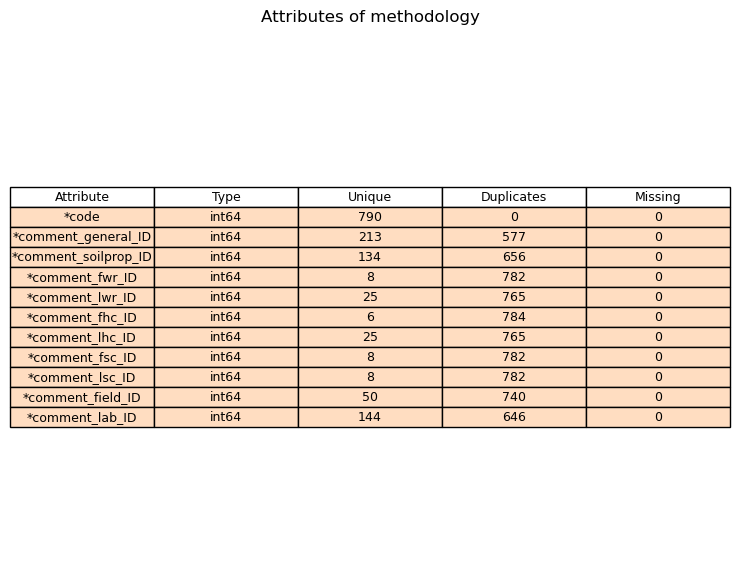 Attributes of methodology
Attribute Type Unique Duplicates Missing
*code int64 790 0 0
*comment_general_ID int64 213 577 0
*comment_soilprop_ID int64 134 656 0
*comment_fwr_ID int64 8 782 0
*comment_lwr_ID int64 25 765 0
*comment_fhc_ID int64 6 784 0
*comment_lhc_ID int64 25 765 0
*comment_fsc_ID int64 8 782 0
*comment_lsc_ID int64 8 782 0
*comment_field_ID int64 50 740 0
*comment_lab_ID int64 144 646 0